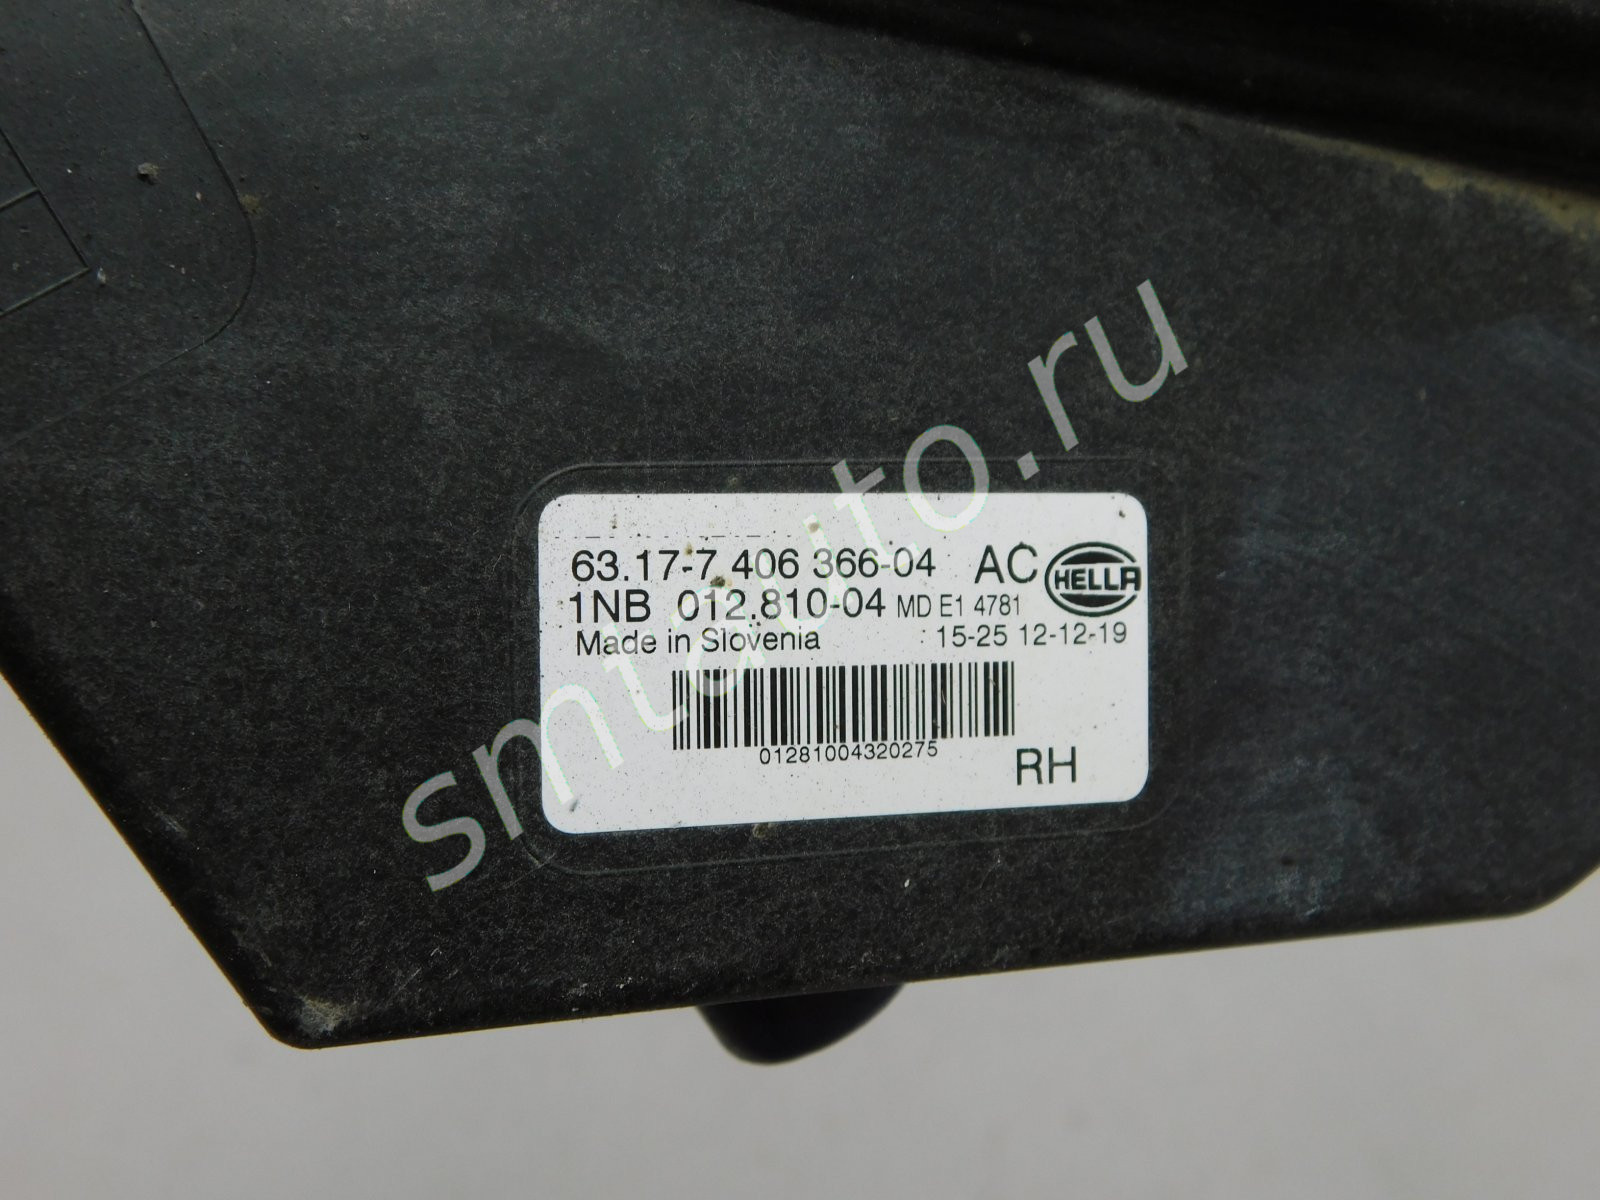 63.17-7 406 366-04 AC HELLA
1NB 012.810-04 MD E1 4781
Made in Slovenia : 15-25 12-12-19
01281004320275
RH
smtauto.ru